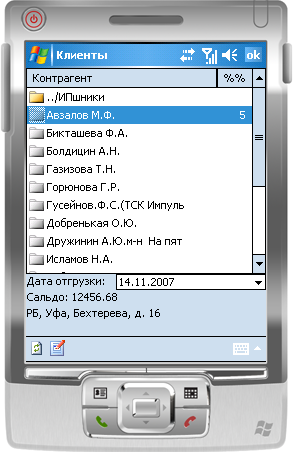 Клиенты ok
Контрагент %%
../ИПшники
Авзалов М.Ф. 5
Бикташева Ф.А.
Болдицин А.Н.
Газизова Т.Н.
Горюнова Г.Р.
Гусейнов.Ф.С.(ТСК Импуль
Добренькая О.Ю.
Дружинин А.Ю.м-н На пят
Исламов Н.А.
Дата отгрузки: 14.11.2007
Сальдо: 12456.68
РБ, Уфа, Бехтерева, д. 16